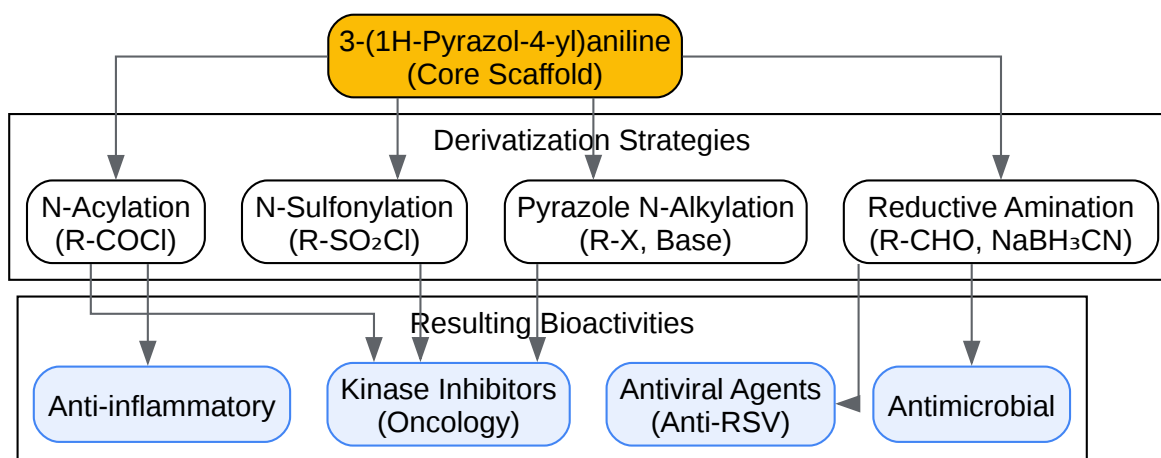 3-(1H-Pyrazol-4-yl)aniline
(Core Scaffold)
Derivatization Strategies
N-Acylation
(R-COCl)
N-Sulfonylation
(R-SO₂Cl)
Pyrazole N-Alkylation
(R-X, Base)
Reductive Amination
(R-CHO, NaBH₃CN)
Resulting Bioactivities
Anti-inflammatory
Kinase Inhibitors
(Oncology)
Antiviral Agents
(Anti-RSV)
Antimicrobial